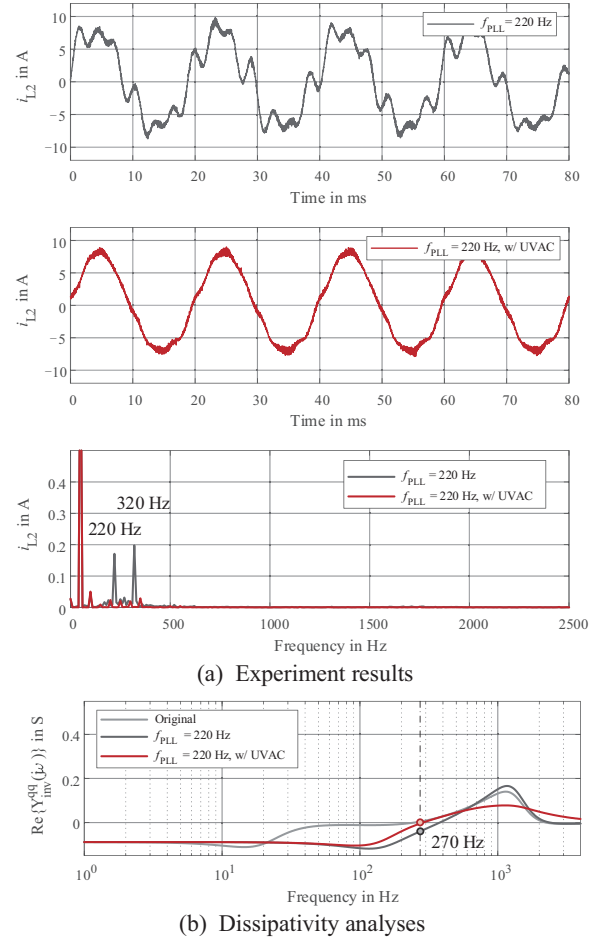 10
5
0
−5
−10
i_L2 in A
f_PLL = 220 Hz
0 10 20 30 40 50 60 70 80
Time in ms
10
5
0
−5
−10
i_L2 in A
f_PLL = 220 Hz, w/ UVAC
0 10 20 30 40 50 60 70 80
Time in ms
0.4
0.3
0.2
0.1
0
i_L2 in A
f_PLL = 220 Hz
f_PLL = 220 Hz, w/ UVAC
320 Hz
220 Hz
0 500 1000 1500 2000 2500
Frequency in Hz
(a) Experiment results
0.4
0.2
0
Re{Y_inv^qq(jω)} in S
Original
f_PLL = 220 Hz
f_PLL = 220 Hz, w/ UVAC
270 Hz
10^0 10^1 10^2 10^3
Frequency in Hz
(b) Dissipativity analyses